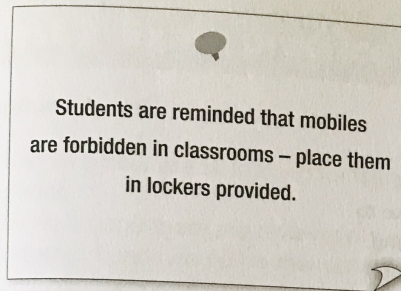 Students are reminded that mobiles
are forbidden in classrooms – place them
in lockers provided.